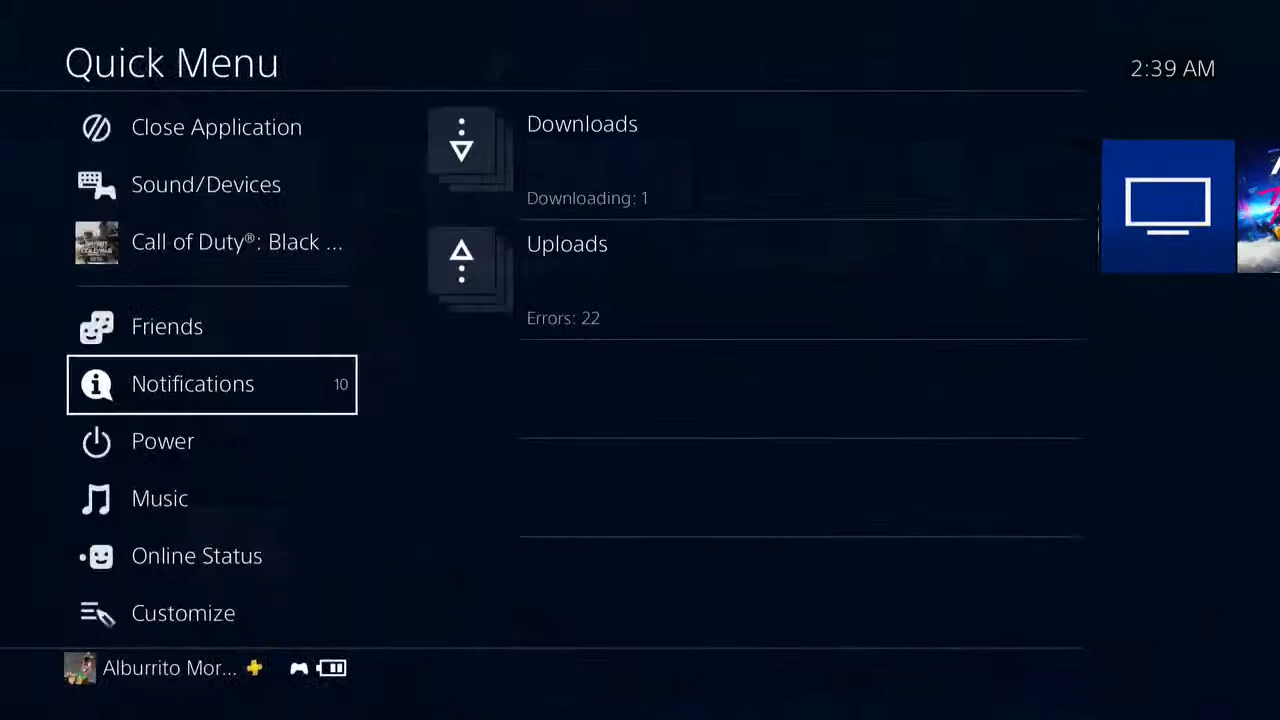 Quick Menu
2:39 AM
Close Application
Sound/Devices
Call of Duty®: Black ...
Friends
Notifications 10
Power
Music
Online Status
Customize
Downloads
Downloading: 1
Uploads
Errors: 22
Alburrito Mor...